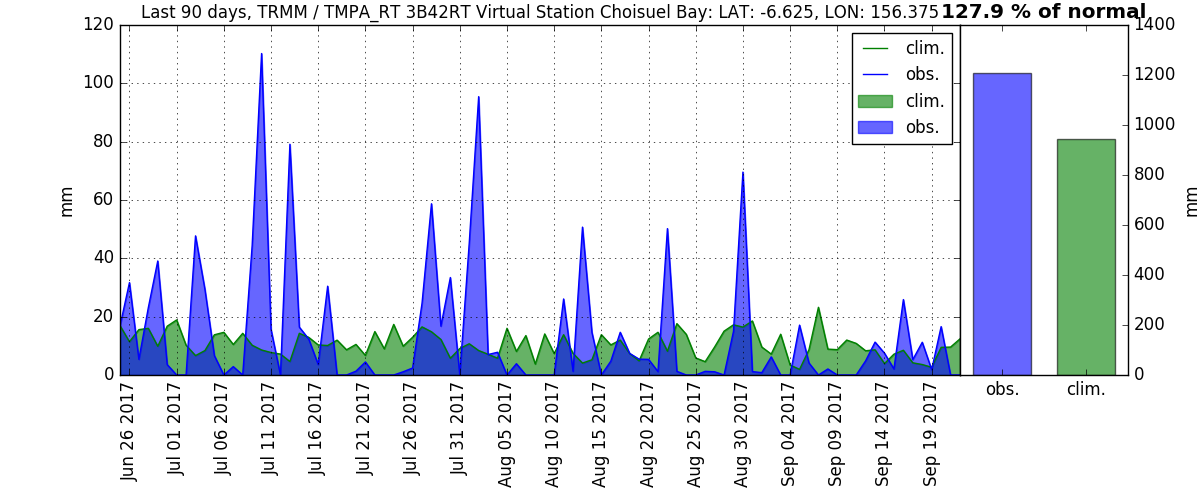 Last 90 days, TRMM / TMPA_RT 3B42RT Virtual Station Choisuel Bay: LAT: -6.625, LON: 156.375 127.9 % of normal
120
100
80
60
40
20
0
mm
clim.
obs.
clim.
obs.
Jun 26 2017
Jul 01 2017
Jul 06 2017
Jul 11 2017
Jul 16 2017
Jul 21 2017
Jul 26 2017
Jul 31 2017
Aug 05 2017
Aug 10 2017
Aug 15 2017
Aug 20 2017
Aug 25 2017
Aug 30 2017
Sep 04 2017
Sep 09 2017
Sep 14 2017
Sep 19 2017
1400
1200
1000
800
600
400
200
0
mm
obs.
clim.